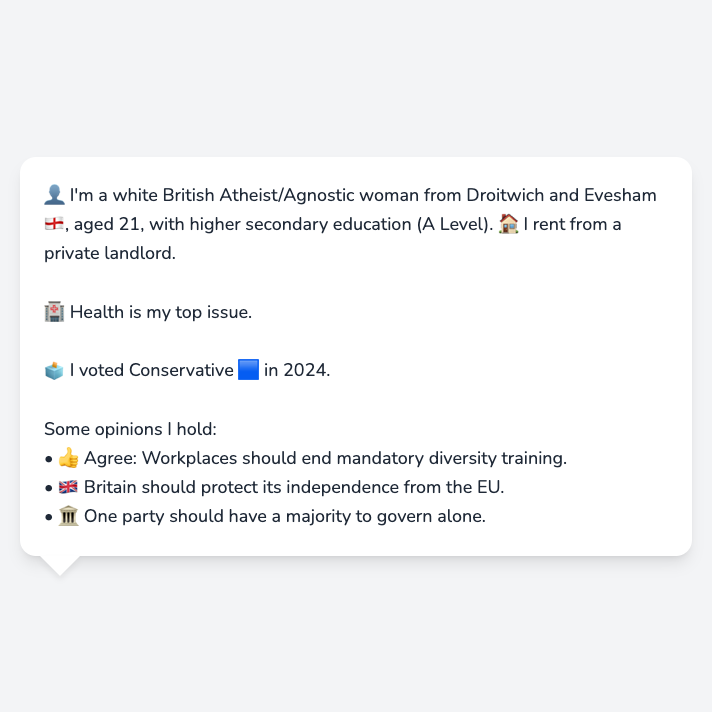 👤 I'm a white British Atheist/Agnostic woman from Droitwich and Evesham
🏴󠁧󠁢󠁥󠁮󠁧󠁿, aged 21, with higher secondary education (A Level). 🏠 I rent from a
private landlord.
🏥 Health is my top issue.
🗳️ I voted Conservative 🟦 in 2024.
Some opinions I hold:
• 👍 Agree: Workplaces should end mandatory diversity training.
• 🇬🇧 Britain should protect its independence from the EU.
• 🏛️ One party should have a majority to govern alone.